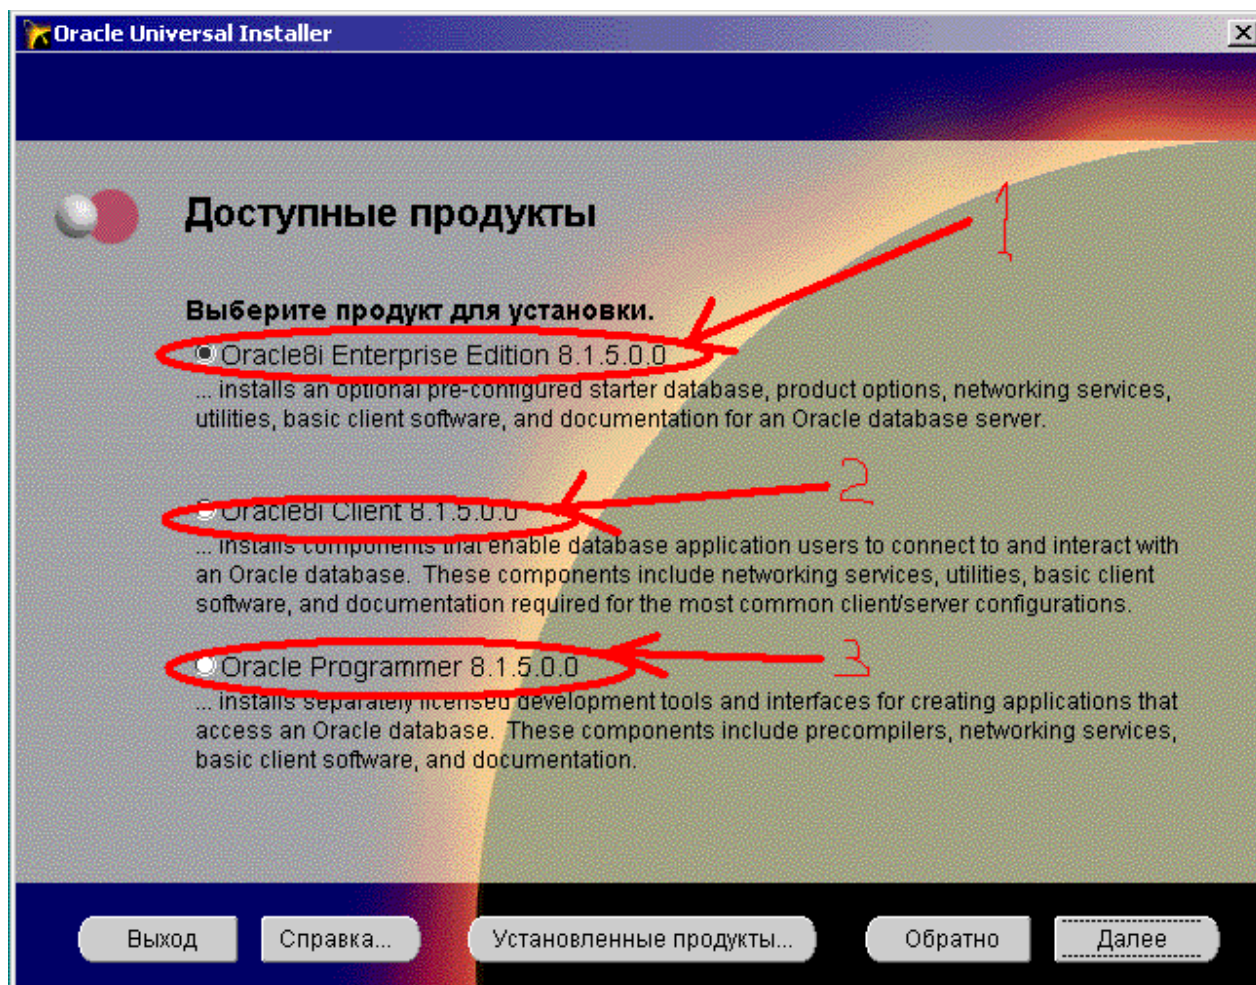 Oracle Universal Installer
1
Доступные продукты
Выберите продукт для установки.
Oracle8i Enterprise Edition 8.1.5.0.0
... installs an optional pre-configured starter database, product options, networking services,
utilities, basic client software, and documentation for an Oracle database server.
2
Oracle8i Client 8.1.5.0.0
... installs components that enable database application users to connect to and interact with
an Oracle database. These components include networking services, utilities, basic client
software, and documentation required for the most common client/server configurations.
3
Oracle Programmer 8.1.5.0.0
... installs separately licensed development tools and interfaces for creating applications that
access an Oracle database. These components include precompilers, networking services,
basic client software, and documentation.
Выход Справка... Установленные продукты... Обратно Далее